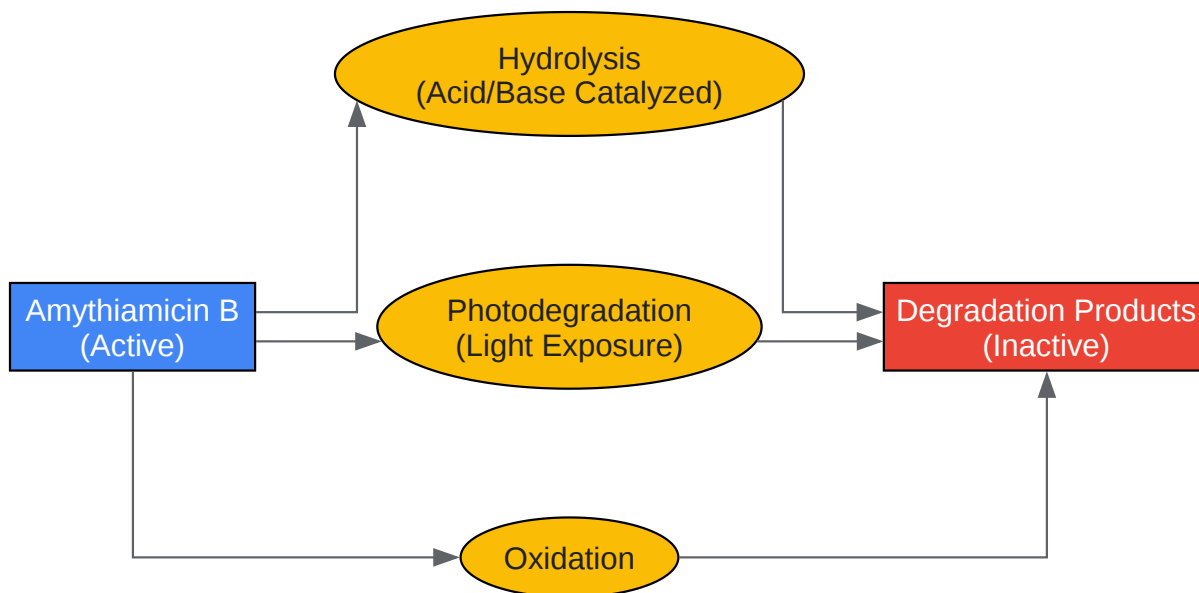 Hydrolysis
(Acid/Base Catalyzed)
Amythiamicin B
(Active)
Photodegradation
(Light Exposure)
Degradation Products
(Inactive)
Oxidation